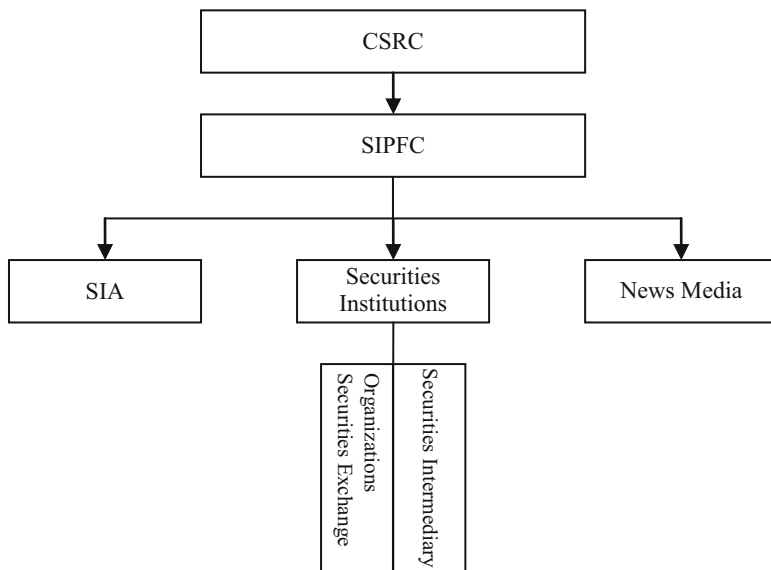 CSRC
SIPFC
SIA
Securities
Institutions
News Media
Organizations
Securities Exchange
Securities Intermediary